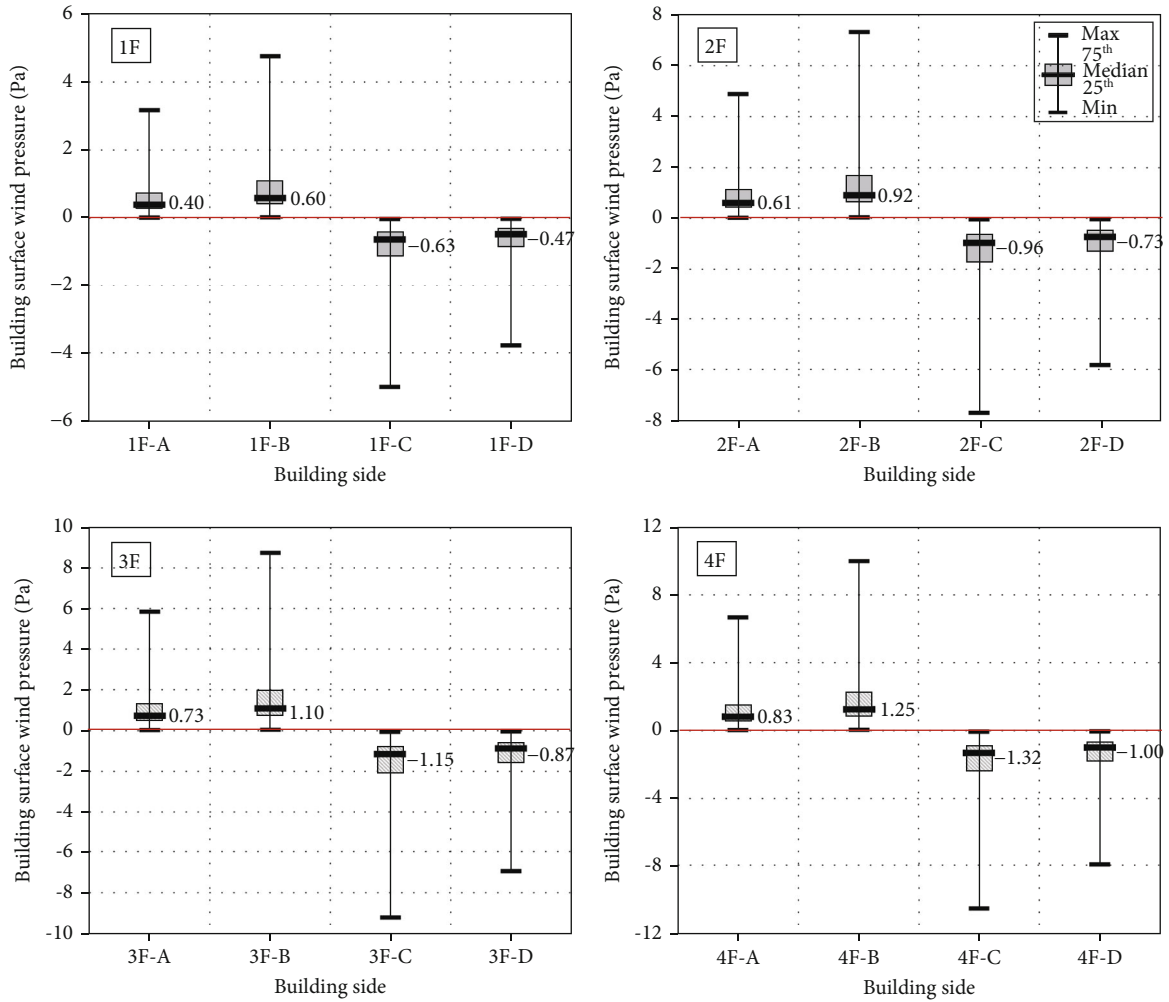 1F
Building surface wind pressure (Pa)
6
4
2
0
−2
−4
−6
0.40
0.60
−0.63
−0.47
1F-A 1F-B 1F-C 1F-D
Building side
2F
Max
75th
Median
25th
Min
Building surface wind pressure (Pa)
8
6
4
2
0
-2
-4
-6
-8
0.61
0.92
−0.96
−0.73
2F-A 2F-B 2F-C 2F-D
Building side
3F
Building surface wind pressure (Pa)
10
8
6
4
2
0
-2
-4
-6
-8
-10
0.73
1.10
−1.15
−0.87
3F-A 3F-B 3F-C 3F-D
Building side
4F
Building surface wind pressure (Pa)
12
8
4
0
-4
-8
-12
0.83
1.25
−1.32
−1.00
4F-A 4F-B 4F-C 4F-D
Building side